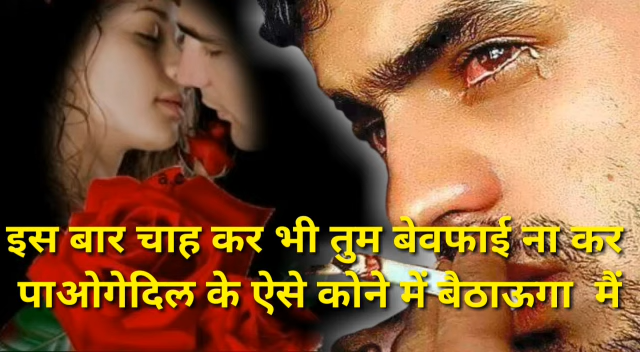 इस बार चाह कर भी तुम बेवफाई ना कर
पाओगेदिल के ऐसे कोने में बैठाऊगा मैं